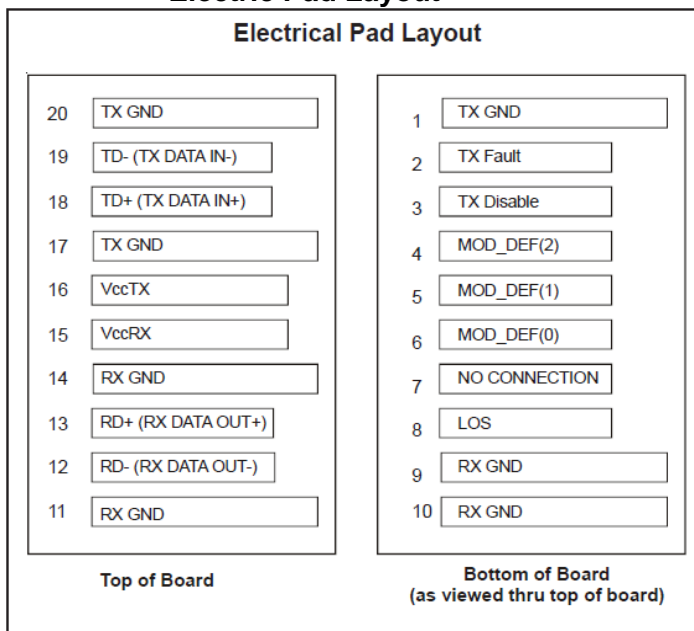 Electric Pad Layout
Electrical Pad Layout
20 TX GND
19 TD- (TX DATA IN-)
18 TD+ (TX DATA IN+)
17 TX GND
16 VccTX
15 VccRX
14 RX GND
13 RD+ (RX DATA OUT+)
12 RD- (RX DATA OUT-)
11 RX GND
Top of Board
1 TX GND
2 TX Fault
3 TX Disable
4 MOD_DEF(2)
5 MOD_DEF(1)
6 MOD_DEF(0)
7 NO CONNECTION
8 LOS
9 RX GND
10 RX GND
Bottom of Board
(as viewed thru top of board)